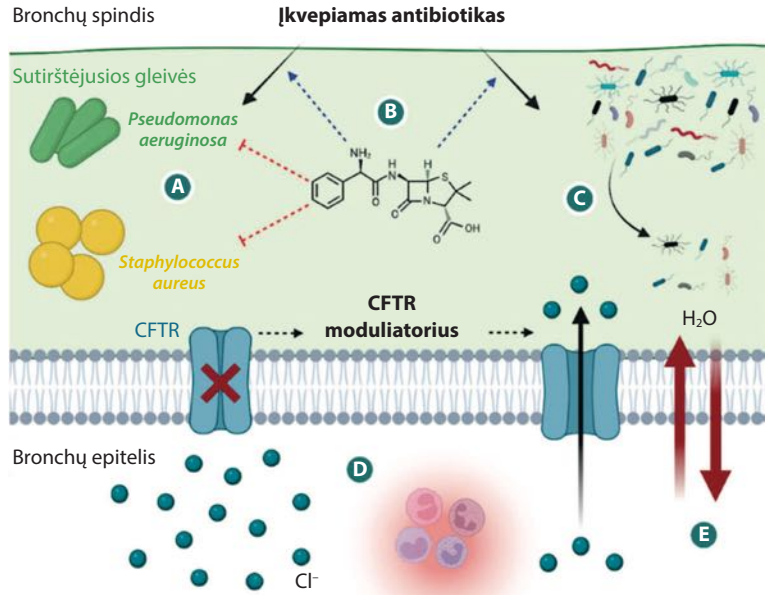 Bronchų spindis
Įkvepiamas antibiotikas
Sutirštėjusios gleivės
Pseudomonas
aeruginosa
A
B
C
NH₂
H
N
H
S
O
O
N
O
OH
Staphylococcus
aureus
CFTR
CFTR
moduliatorius
H₂O
Bronchų epitelis
D
E
Cl⁻